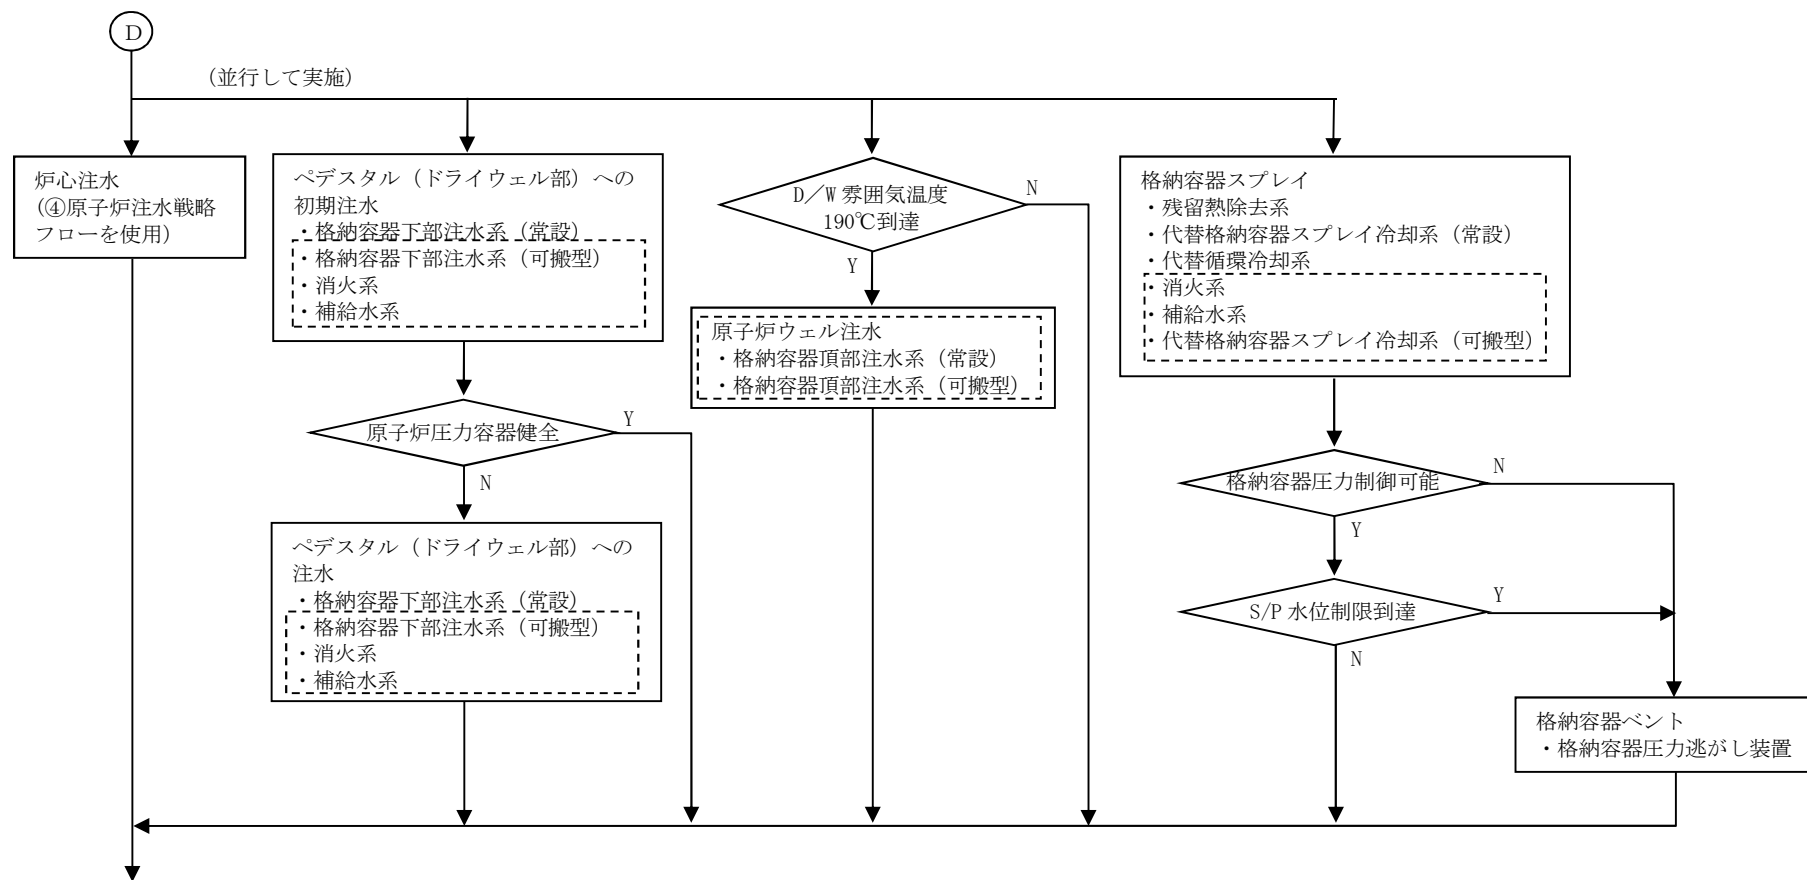 D
(並行して実施)
炉心注水
(④原子炉注水戦略
フローを使用)
ペデスタル（ドライウェル部）への
初期注水
・格納容器下部注水系（常設）
・格納容器下部注水系（可搬型）
・消火系
・補給水系
原子炉圧力容器健全
Y
N
ペデスタル（ドライウェル部）への
注水
・格納容器下部注水系（常設）
・格納容器下部注水系（可搬型）
・消火系
・補給水系
D／W 雰囲気温度
190℃到達
N
Y
原子炉ウェル注水
・格納容器頂部注水系（常設）
・格納容器頂部注水系（可搬型）
格納容器スプレイ
・残留熱除去系
・代替格納容器スプレイ冷却系（常設）
・代替循環冷却系
・消火系
・補給水系
・代替格納容器スプレイ冷却系（可搬型）
格納容器圧力制御可能
N
Y
S/P 水位制限到達
Y
N
格納容器ベント
・格納容器圧力逃がし装置